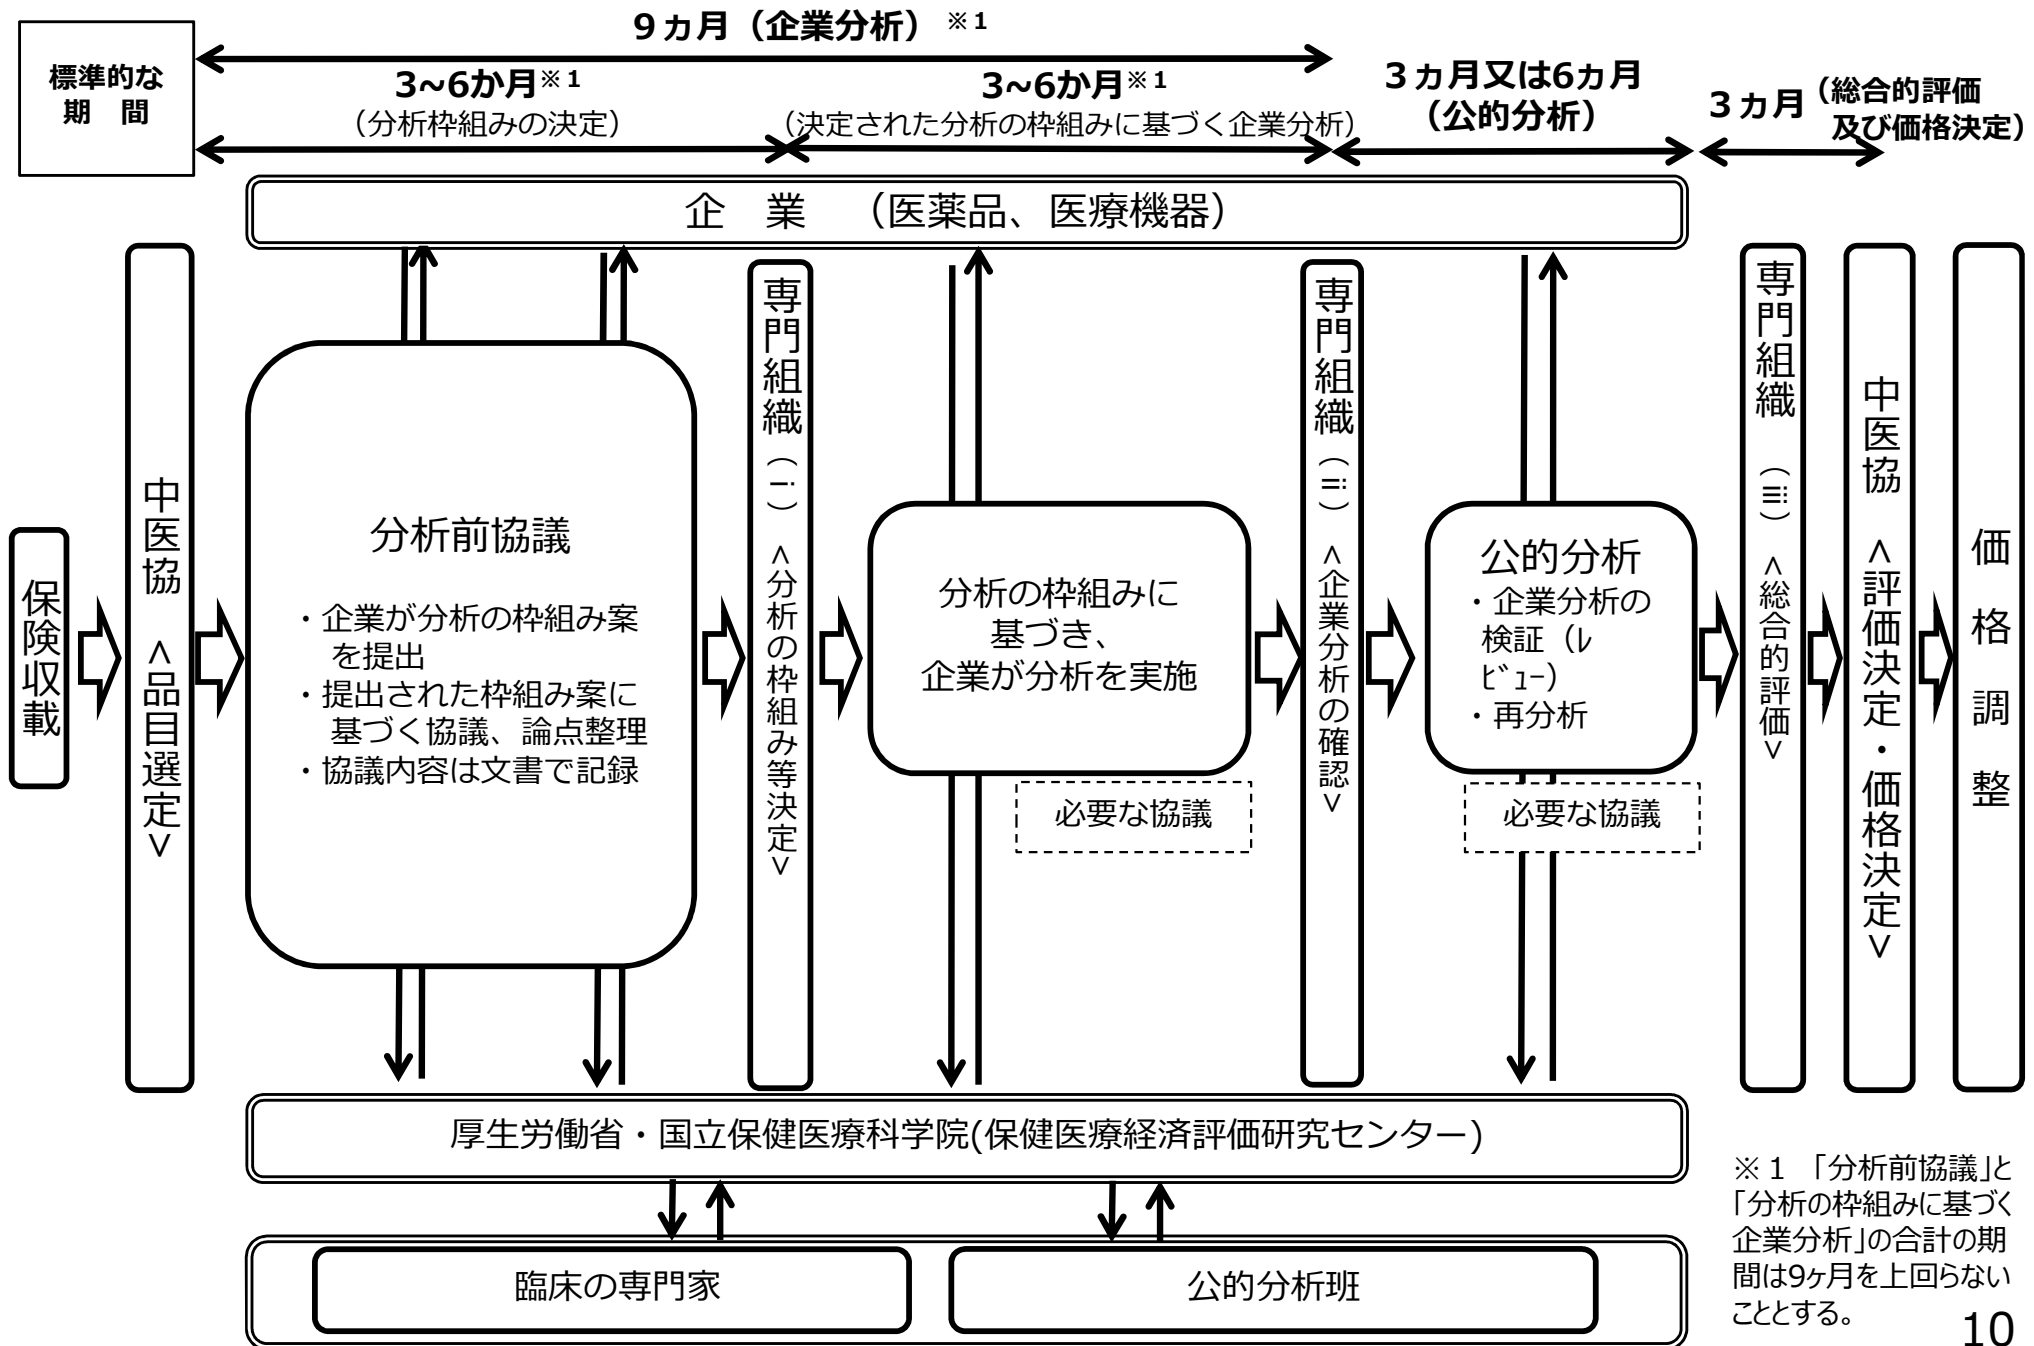 標準的な
期　間
９ヵ月（企業分析）※１
3~6か月※１
（分析枠組みの決定）
3~6か月※１
（決定された分析の枠組みに基づく企業分析）
３ヵ月又は6ヵ月
（公的分析）
３ヵ月（総合的評価
及び価格決定）
企　業　（医薬品、医療機器）
保険収載
中医協　＜品目選定＞
分析前協議
・企業が分析の枠組み案
を提出
・提出された枠組み案に
基づく協議、論点整理
・協議内容は文書で記録
専門組織（ⅰ）＜分析の枠組み等決定＞
分析の枠組みに
基づき、
企業が分析を実施
必要な協議
専門組織（ⅱ）＜企業分析の確認＞
公的分析
・企業分析の
検証（ﾚ
ﾋﾞｭｰ）
・再分析
必要な協議
専門組織　（ⅲ）＜総合的評価＞
中医協　＜評価決定・価格決定＞
価格調整
厚生労働省・国立保健医療科学院(保健医療経済評価研究センター)
臨床の専門家
公的分析班
※１　「分析前協議」と
「分析の枠組みに基づく
企業分析」の合計の期
間は9ヶ月を上回らない
こととする。
10